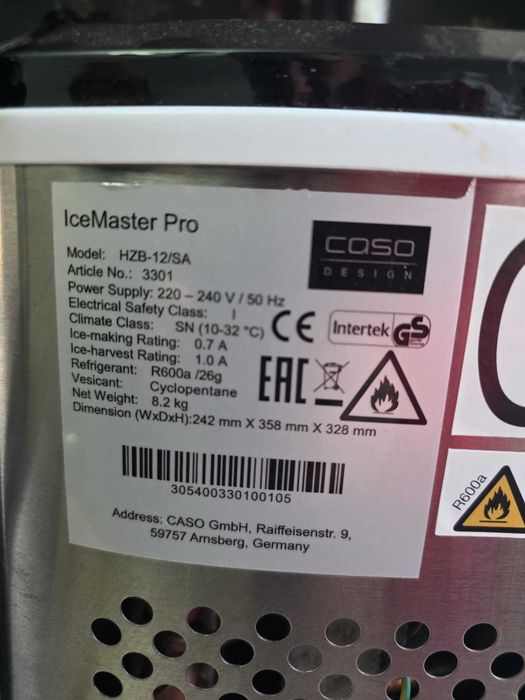 IceMaster Pro
caso
DESIGN
Model: HZB-12/SA
Article No.: 3301
Power Supply: 220 – 240 V / 50 Hz
Electrical Safety Class: I
Climate Class: SN (10-32 °C)
Ice-making Rating: 0.7 A
Ice-harvest Rating: 1.0 A
Refrigerant: R600a /26g
Vesicant: Cyclopentane
Net Weight: 8.2 kg
Dimension (WxDxH):242 mm X 358 mm X 328 mm
CE
Intertek GS
EAC
305400330100105
Address: CASO GmbH, Raiffeisenstr. 9,
59757 Arnsberg, Germany
R600a